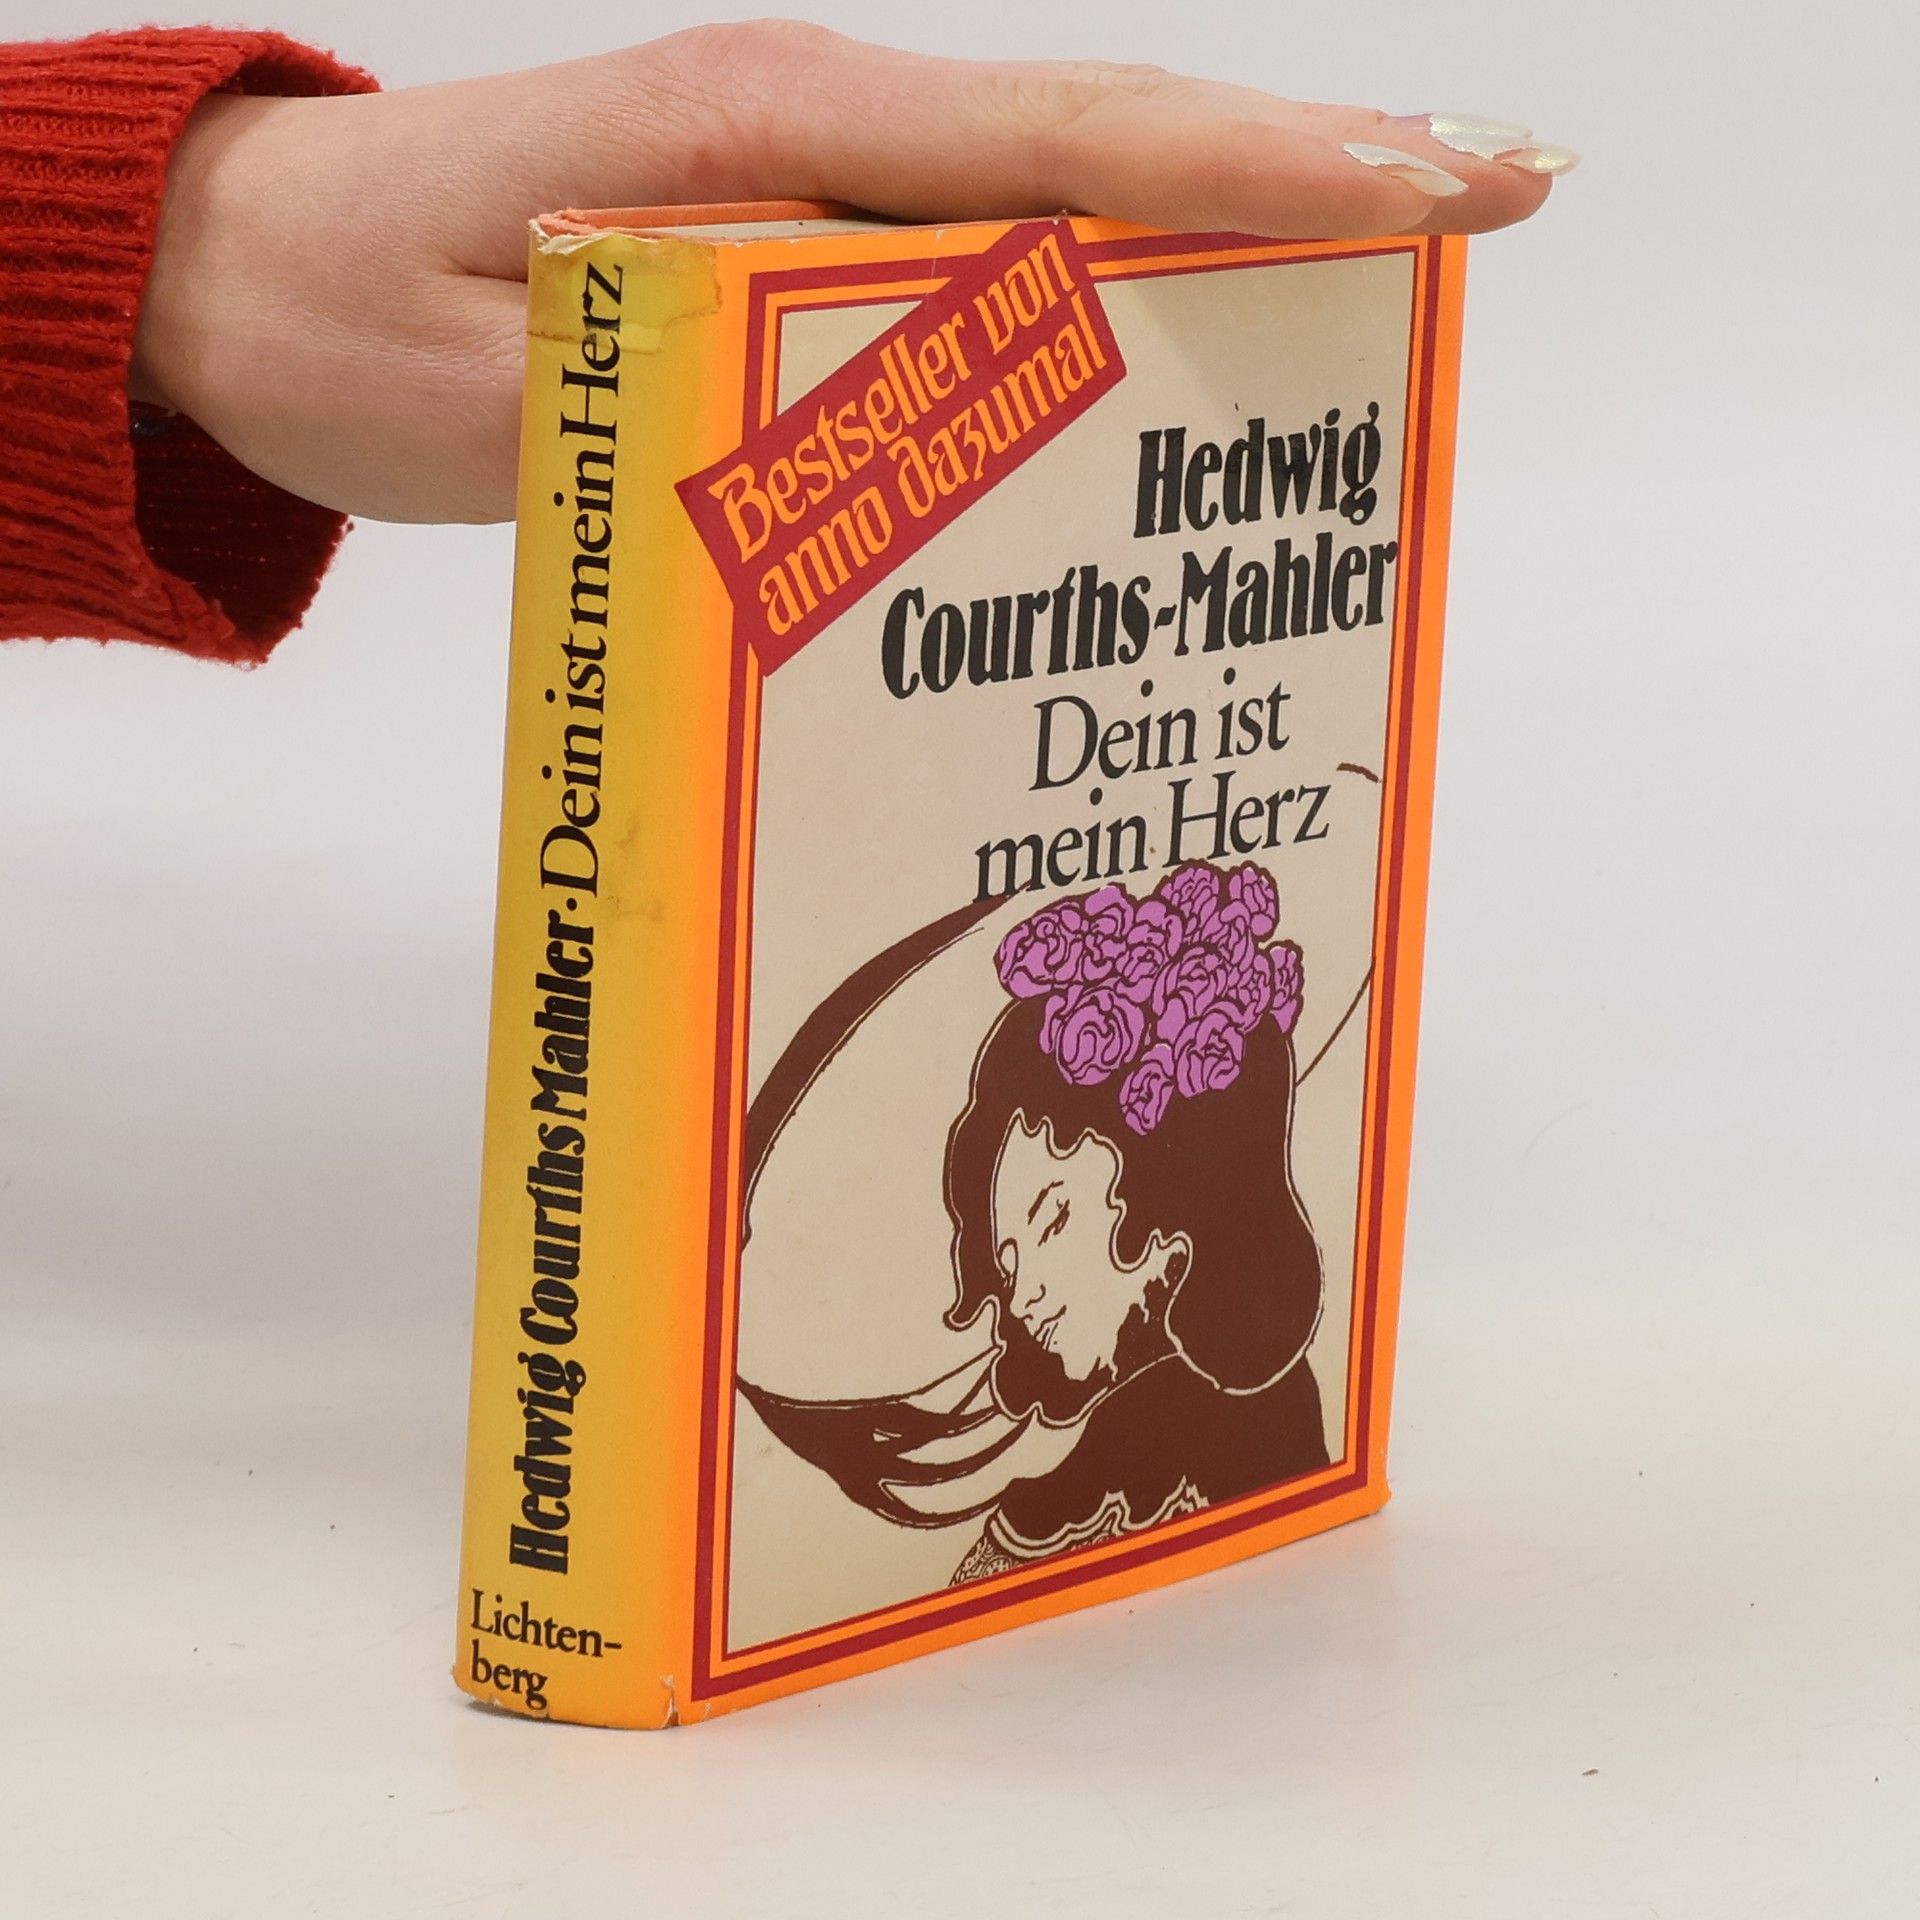 Hedwig Courths Mahler · Dein ist mein Herz
Lichten-
berg
Bestseller von
anno dazumal
Hedwig
Courths-Mahler
Dein ist
mein Herz